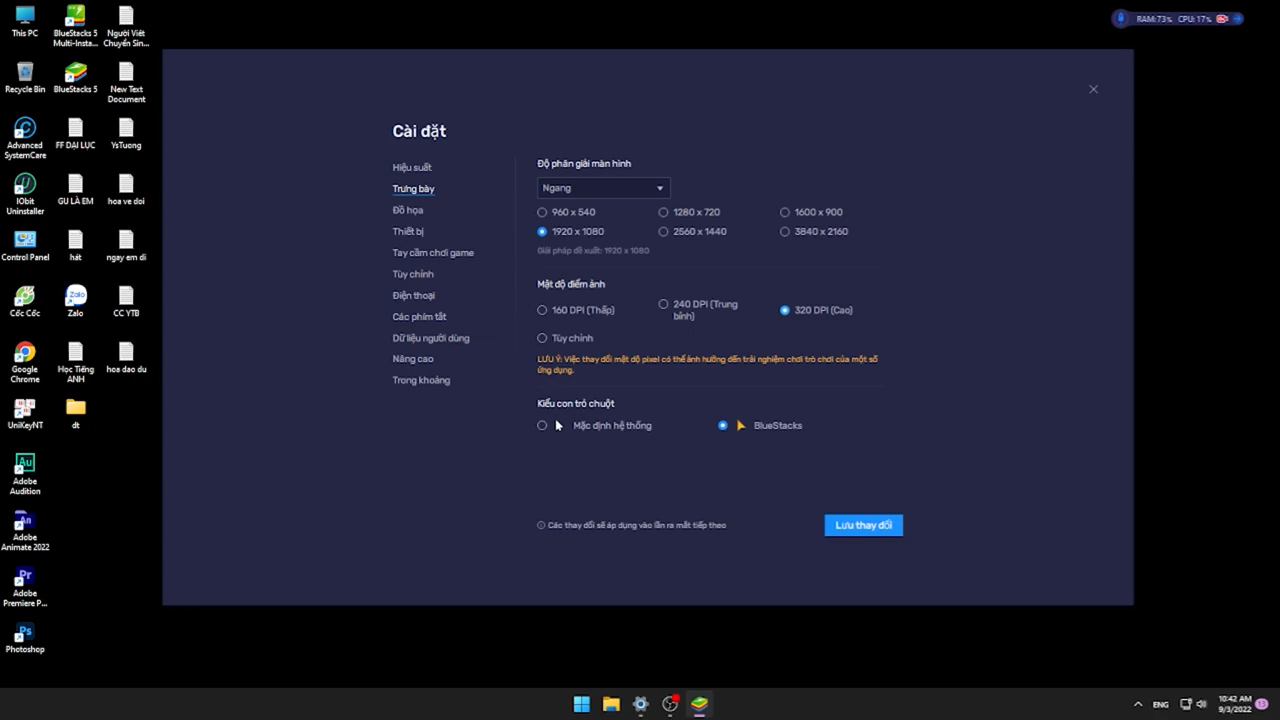 This PC
BlueStacks 5
Multi-Insta...
Người Viết
Chuyển Sin...
RAM: 73% CPU: 17%
Recycle Bin
BlueStacks 5
New Text
Document
Advanced
SystemCare
FF ĐẠI LỤC
YsTuong
IObit
Uninstaller
GU LÀ EM
hoa ve doi
Control Panel
hát
ngay em di
Cốc Cốc
Zalo
Zalo
CC YTB
Google
Chrome
Học Tiếng
ANH
hoa dao du
UniKeyNT
dt
Au
Adobe
Audition
An
Adobe
Animate 2022
Pr
Adobe
Premiere P...
Ps
Photoshop
Cài đặt
Hiệu suất
Trưng bày
Đồ họa
Thiết bị
Tay cầm chơi game
Tùy chỉnh
Điện thoại
Các phím tắt
Dữ liệu người dùng
Nâng cao
Trong khoảng
Độ phân giải màn hình
Ngang
960 x 540 1280 x 720 1600 x 900
1920 x 1080 2560 x 1440 3840 x 2160
Giải pháp đề xuất: 1920 x 1080
Mật độ điểm ảnh
160 DPI (Thấp)
240 DPI (Trung
bình)
320 DPI (Cao)
Tùy chỉnh
LƯU Ý: Việc thay đổi mật độ pixel có thể ảnh hưởng đến trải nghiệm chơi trò chơi của một số
ứng dụng.
Kiểu con trỏ chuột
Mặc định hệ thống BlueStacks
Các thay đổi sẽ áp dụng vào lần ra mắt tiếp theo
Lưu thay đổi
ENG
10:42 AM
9/3/2022